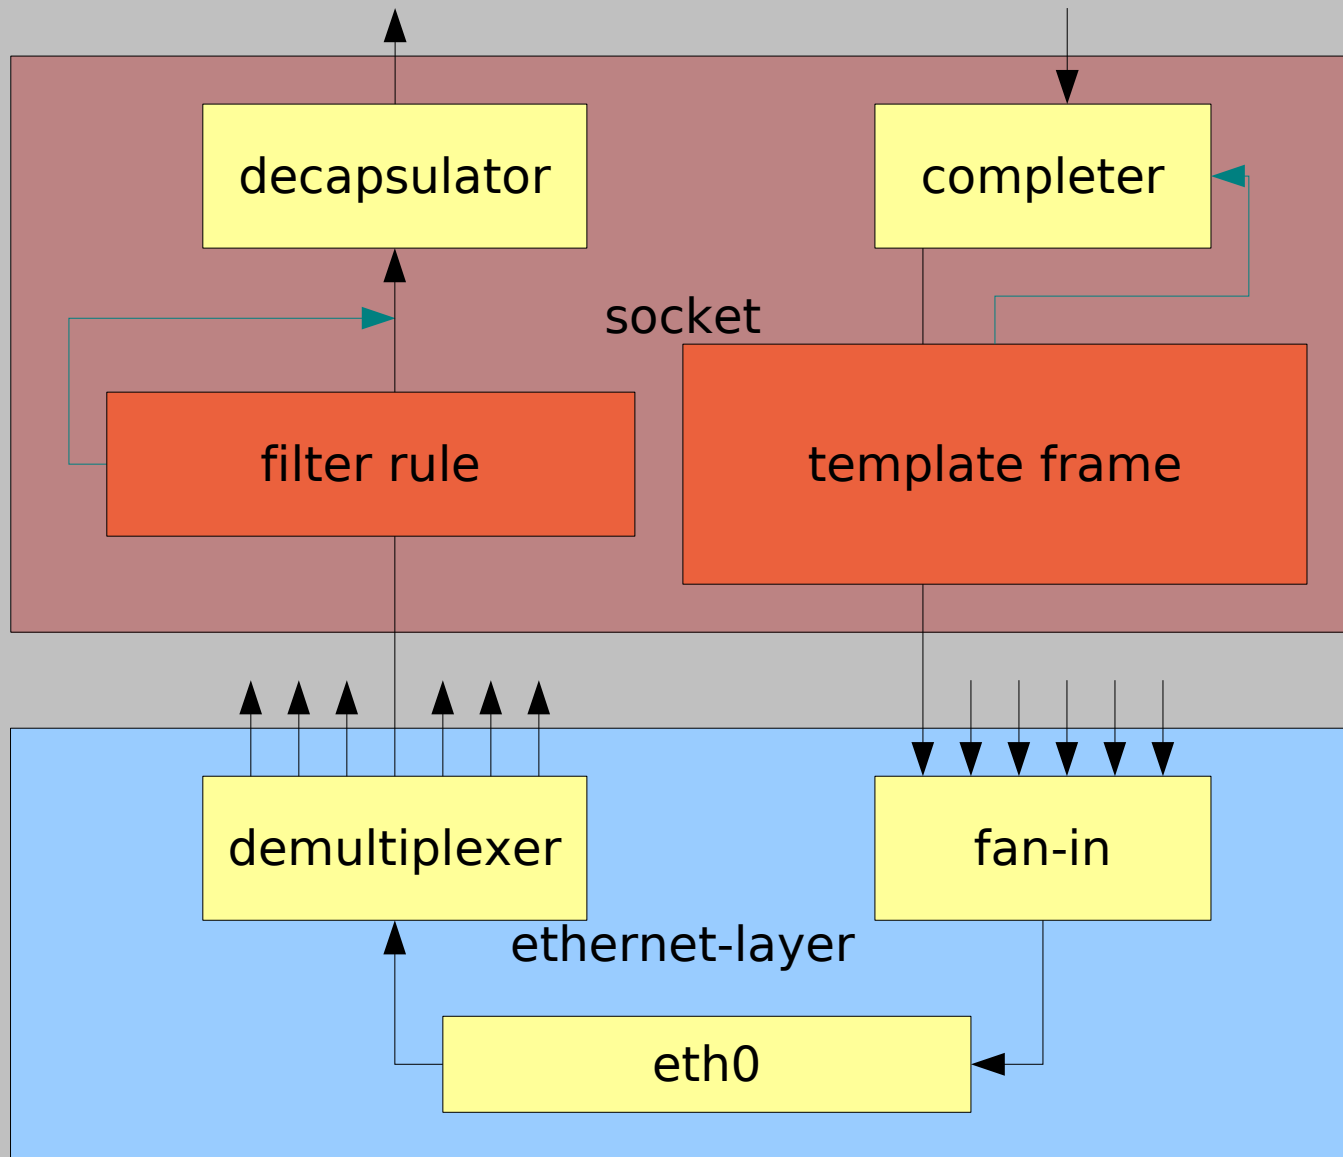 decapsulator
completer
socket
filter rule
template frame
demultiplexer
fan-in
ethernet-layer
eth0